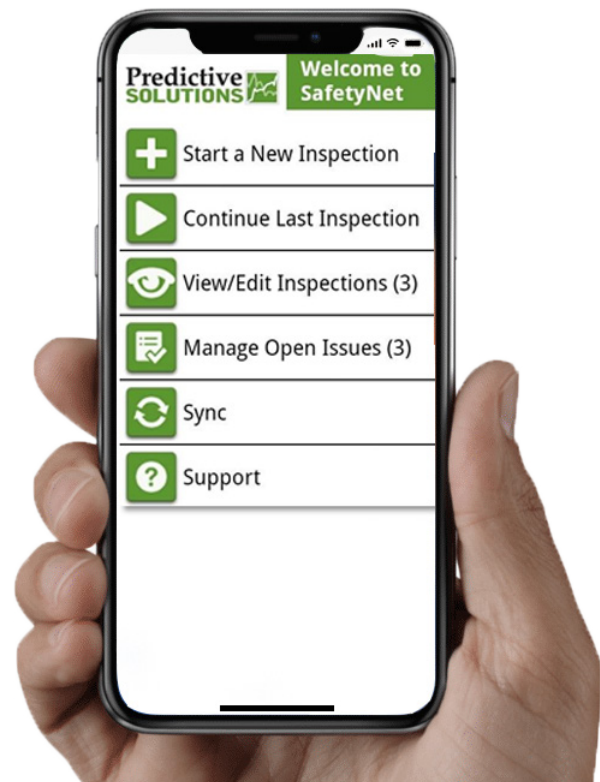 Predictive
SOLUTIONS
Welcome to
SafetyNet
Start a New Inspection
Continue Last Inspection
View/Edit Inspections (3)
Manage Open Issues (3)
Sync
Support